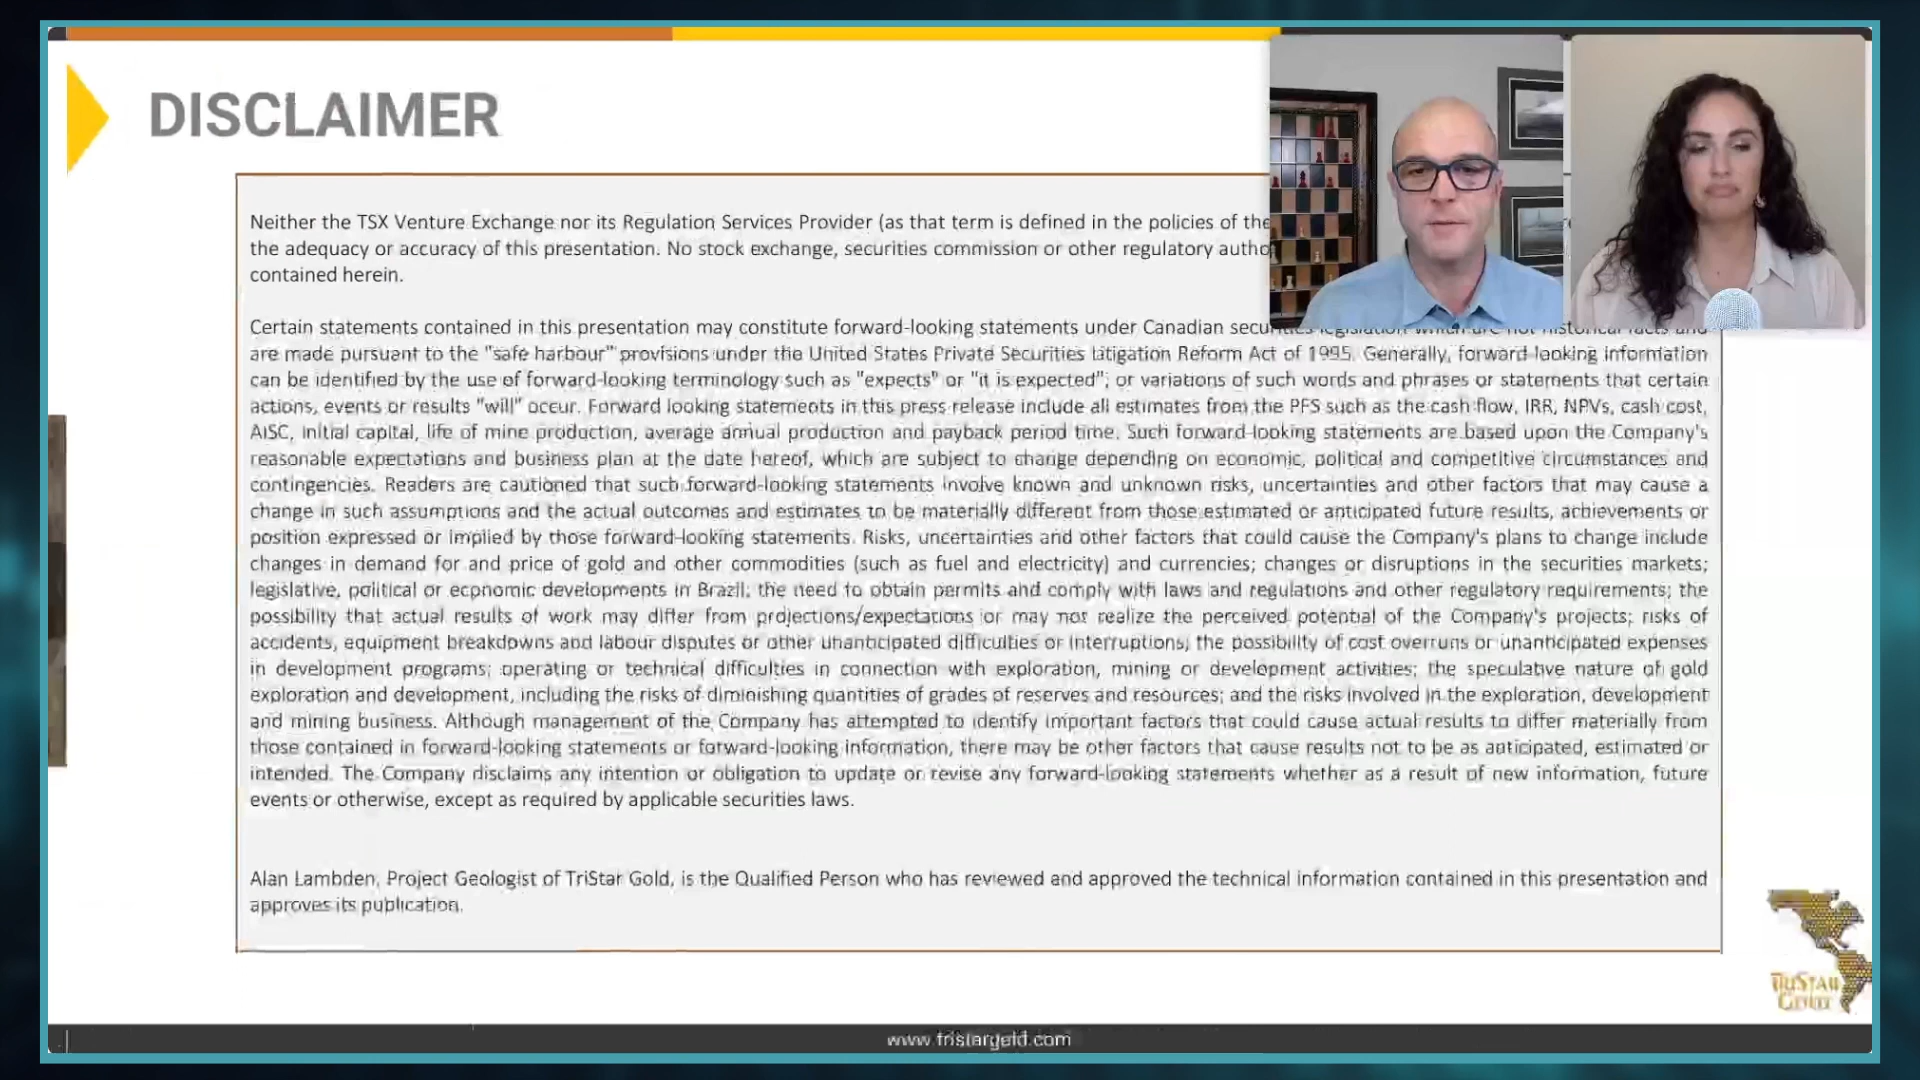 DISCLAIMER
Neither the TSX Venture Exchange nor its Regulation Services Provider (as that term is defined in the policies of the
the adequacy or accuracy of this presentation. No stock exchange, securities commission or other regulatory
contained herein.
Certain statements contained in this presentation may constitute forward-looking statements under Canadian securities legislation which are not historical facts and
are made pursuant to the "safe harbour" provisions under the United States Private Securities Litigation Reform Act of 1995. Generally, forward looking information
can be identified by the use of forward-looking terminology such as "expects" or "it is expected"; or variations of such words and phrases or statements that certain
actions, events or results "will" occur. Forward looking statements in this press release include all estimates from the PFS such as the cash flow, IRR, NPVs, cash cost,
AISC, initial capital, life of mine production, average annual production and payback period time. Such forward-looking statements are based upon the Company's
reasonable expectations and business plan at the date hereof, which are subject to change depending on economic, political and competitive circumstances and
contingencies. Readers are cautioned that such forward-looking statements involve known and unknown risks, uncertainties and other factors that may cause a
change in such assumptions and the actual outcomes and estimates to be materially different from those estimated or anticipated future results, achievements or
position expressed or implied by those forward-looking statements. Risks, uncertainties and other factors that could cause the Company's plans to change include
changes in demand for and price of gold and other commodities (such as fuel and electricity) and currencies; changes or disruptions in the securities markets;
legislative, political or economic developments in Brazil; the need to obtain permits and comply with laws and regulations and other regulatory requirements; the
possibility that actual results of work may differ from projections/expectations or may not realize the perceived potential of the Company's projects; risks of
accidents, equipment breakdowns and labour disputes or other unanticipated difficulties or interruptions; the possibility of cost overruns or unanticipated expenses
in development programs; operating or technical difficulties in connection with exploration, mining or development activities; the speculative nature of gold
exploration and development, including the risks of diminishing quantities of grades of reserves and resources; and the risks involved in the exploration, development
and mining business. Although management of the Company has attempted to identify important factors that could cause actual results to differ materially from
those contained in forward-looking statements or forward-looking information, there may be other factors that cause results not to be as anticipated, estimated or
intended. The Company disclaims any intention or obligation to update or revise any forward-looking statements whether as a result of new information, future
events or otherwise, except as required by applicable securities laws.
Alan Lambden, Project Geologist of TriStar Gold, is the Qualified Person who has reviewed and approved the technical information contained in this presentation and
approves its publication.
TRISTAR
GOLD
www.tristargold.com